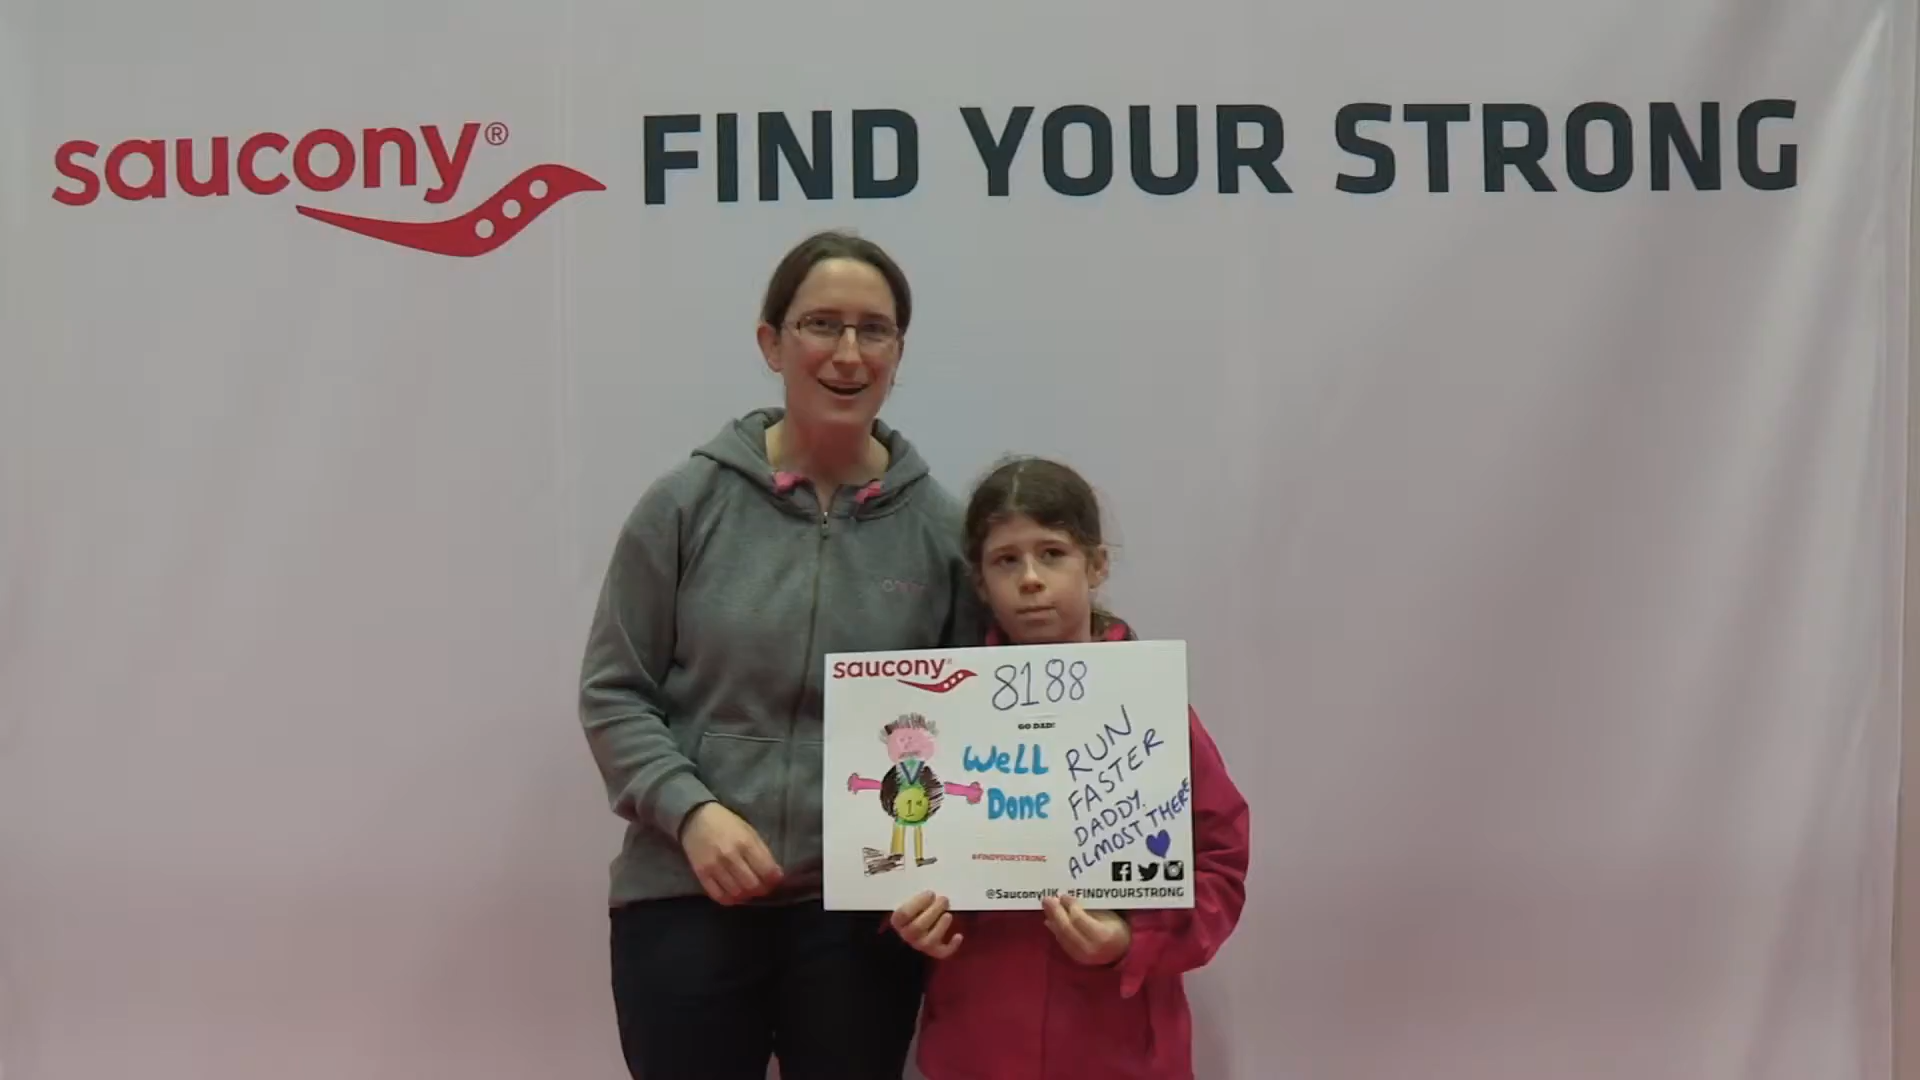 saucony® FIND YOUR STRONG
saucony®
8188
GO DAD!
WeLL
Done
RUN
FASTER
DADDY.
ALMOST THERE
1st
#FINDYOURSTRONG
@SauconyUK #FINDYOURSTRONG